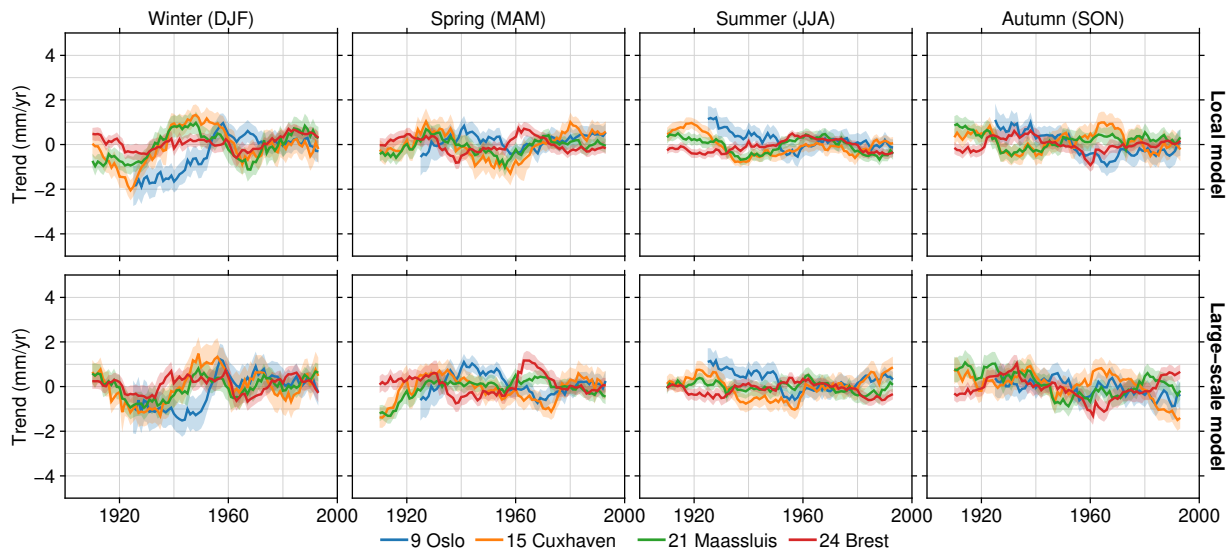 Winter (DJF) Spring (MAM) Summer (JJA) Autumn (SON)
4
2
0
−2
−4
Trend (mm/yr)
Local model
4
2
0
−2
−4
Trend (mm/yr)
Large−scale model
1920 1960 2000 1920 1960 2000 1920 1960 2000 1920 1960 2000
9 Oslo 15 Cuxhaven 21 Maassluis 24 Brest